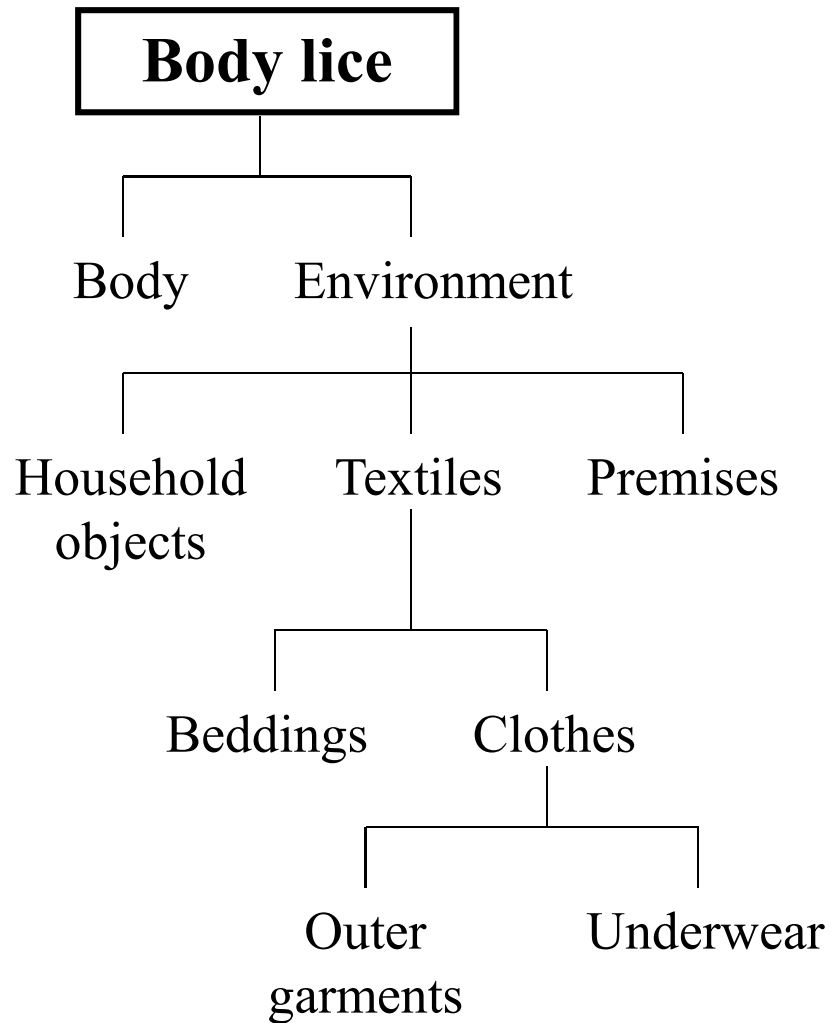 Body lice
Body Environment
Household Textiles Premises
objects
Beddings Clothes
Outer Underwear
garments